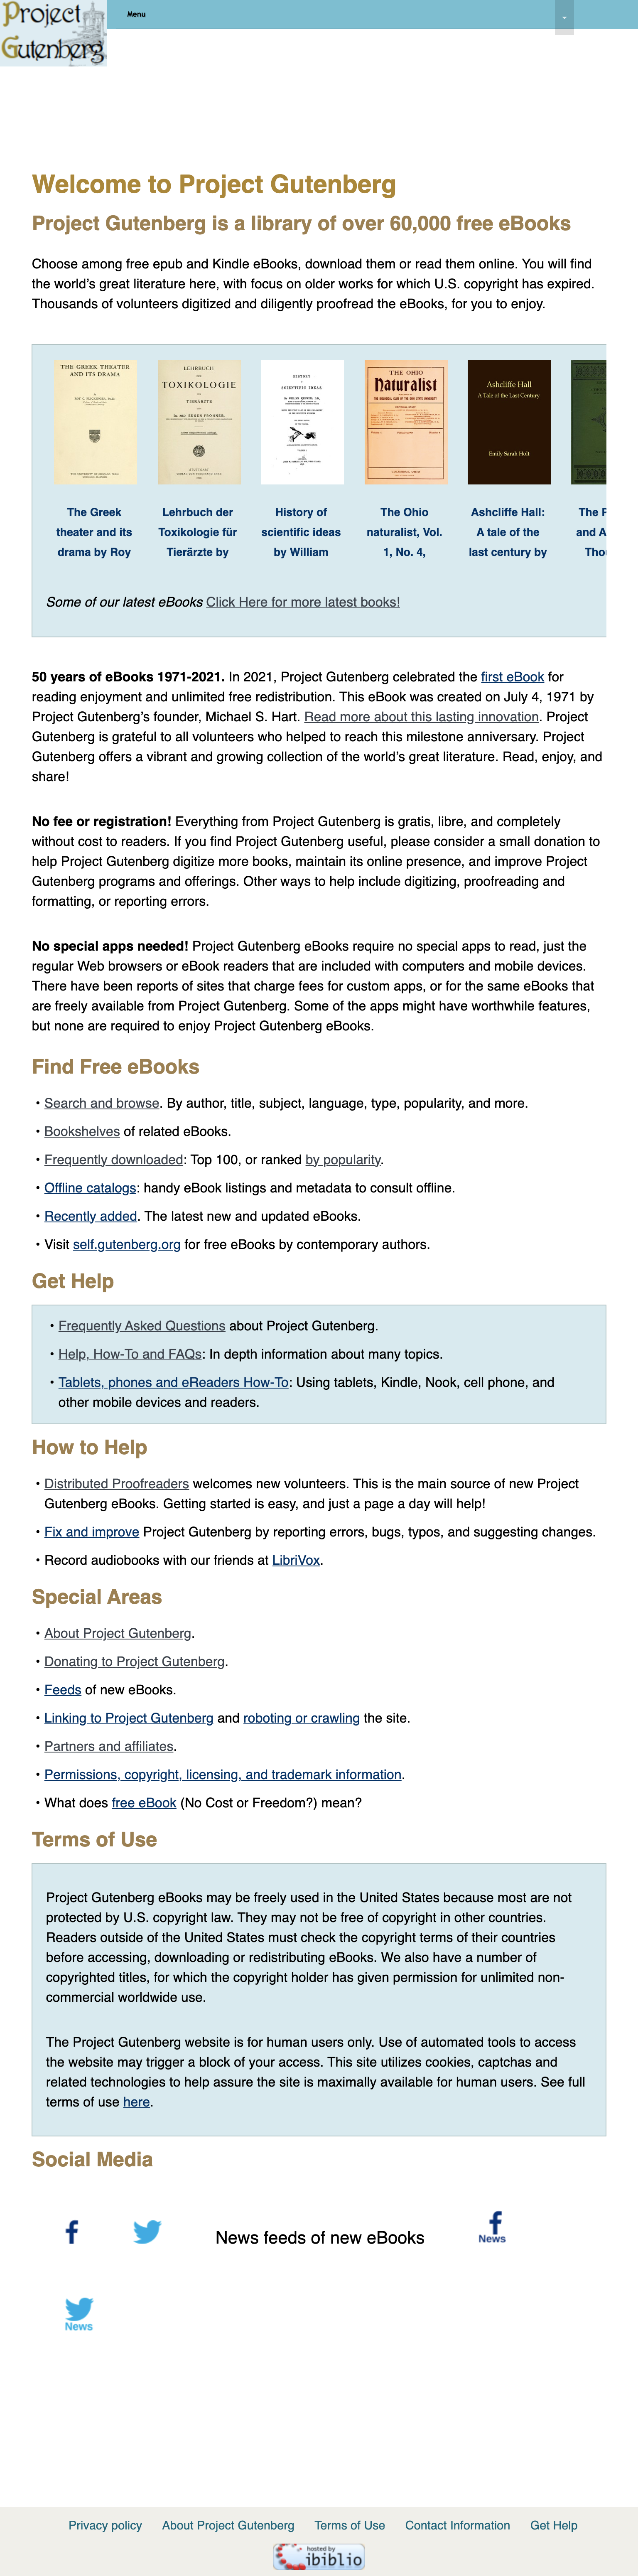 Project
Gutenberg
Menu
Welcome to Project Gutenberg
Project Gutenberg is a library of over 60,000 free eBooks
Choose among free epub and Kindle eBooks, download them or read them online. You will find
the world’s great literature here, with focus on older works for which U.S. copyright has expired.
Thousands of volunteers digitized and diligently proofread the eBooks, for you to enjoy.
THE GREEK THEATER
AND ITS DRAMA
LEHRBUCH
TOXIKOLOGIE
FÜR
TIERÄRZTE
HISTORY
SCIENTIFIC IDEAS
THE OHIO
Naturalist
Ashcliffe Hall
A Tale of the Last Century
Emily Sarah Holt
The Greek
theater and its
drama by Roy
Lehrbuch der
Toxikologie für
Tierärzte by
History of
scientific ideas
by William
The Ohio
naturalist, Vol.
1, No. 4,
Ashcliffe Hall:
A tale of the
last century by
The
and
Some of our latest eBooks Click Here for more latest books!
50 years of eBooks 1971-2021. In 2021, Project Gutenberg celebrated the first eBook for
reading enjoyment and unlimited free redistribution. This eBook was created on July 4, 1971 by
Project Gutenberg’s founder, Michael S. Hart. Read more about this lasting innovation. Project
Gutenberg is grateful to all volunteers who helped to reach this milestone anniversary. Project
Gutenberg offers a vibrant and growing collection of the world’s great literature. Read, enjoy, and
share!
No fee or registration! Everything from Project Gutenberg is gratis, libre, and completely
without cost to readers. If you find Project Gutenberg useful, please consider a small donation to
help Project Gutenberg digitize more books, maintain its online presence, and improve Project
Gutenberg programs and offerings. Other ways to help include digitizing, proofreading and
formatting, or reporting errors.
No special apps needed! Project Gutenberg eBooks require no special apps to read, just the
regular Web browsers or eBook readers that are included with computers and mobile devices.
There have been reports of sites that charge fees for custom apps, or for the same eBooks that
are freely available from Project Gutenberg. Some of the apps might have worthwhile features,
but none are required to enjoy Project Gutenberg eBooks.
Find Free eBooks
• Search and browse. By author, title, subject, language, type, popularity, and more.
• Bookshelves of related eBooks.
• Frequently downloaded: Top 100, or ranked by popularity.
• Offline catalogs: handy eBook listings and metadata to consult offline.
• Recently added. The latest new and updated eBooks.
• Visit self.gutenberg.org for free eBooks by contemporary authors.
Get Help
• Frequently Asked Questions about Project Gutenberg.
• Help, How-To and FAQs: In depth information about many topics.
• Tablets, phones and eReaders How-To: Using tablets, Kindle, Nook, cell phone, and
other mobile devices and readers.
How to Help
• Distributed Proofreaders welcomes new volunteers. This is the main source of new Project
Gutenberg eBooks. Getting started is easy, and just a page a day will help!
• Fix and improve Project Gutenberg by reporting errors, bugs, typos, and suggesting changes.
• Record audiobooks with our friends at LibriVox.
Special Areas
• About Project Gutenberg.
• Donating to Project Gutenberg.
• Feeds of new eBooks.
• Linking to Project Gutenberg and roboting or crawling the site.
• Partners and affiliates.
• Permissions, copyright, licensing, and trademark information.
• What does free eBook (No Cost or Freedom?) mean?
Terms of Use
Project Gutenberg eBooks may be freely used in the United States because most are not
protected by U.S. copyright law. They may not be free of copyright in other countries.
Readers outside of the United States must check the copyright terms of their countries
before accessing, downloading or redistributing eBooks. We also have a number of
copyrighted titles, for which the copyright holder has given permission for unlimited non-
commercial worldwide use.
The Project Gutenberg website is for human users only. Use of automated tools to access
the website may trigger a block of your access. This site utilizes cookies, captchas and
related technologies to help assure the site is maximally available for human users. See full
terms of use here.
Social Media
News feeds of new eBooks
News
News
Privacy policy About Project Gutenberg Terms of Use Contact Information Get Help
hosted by
ibiblio